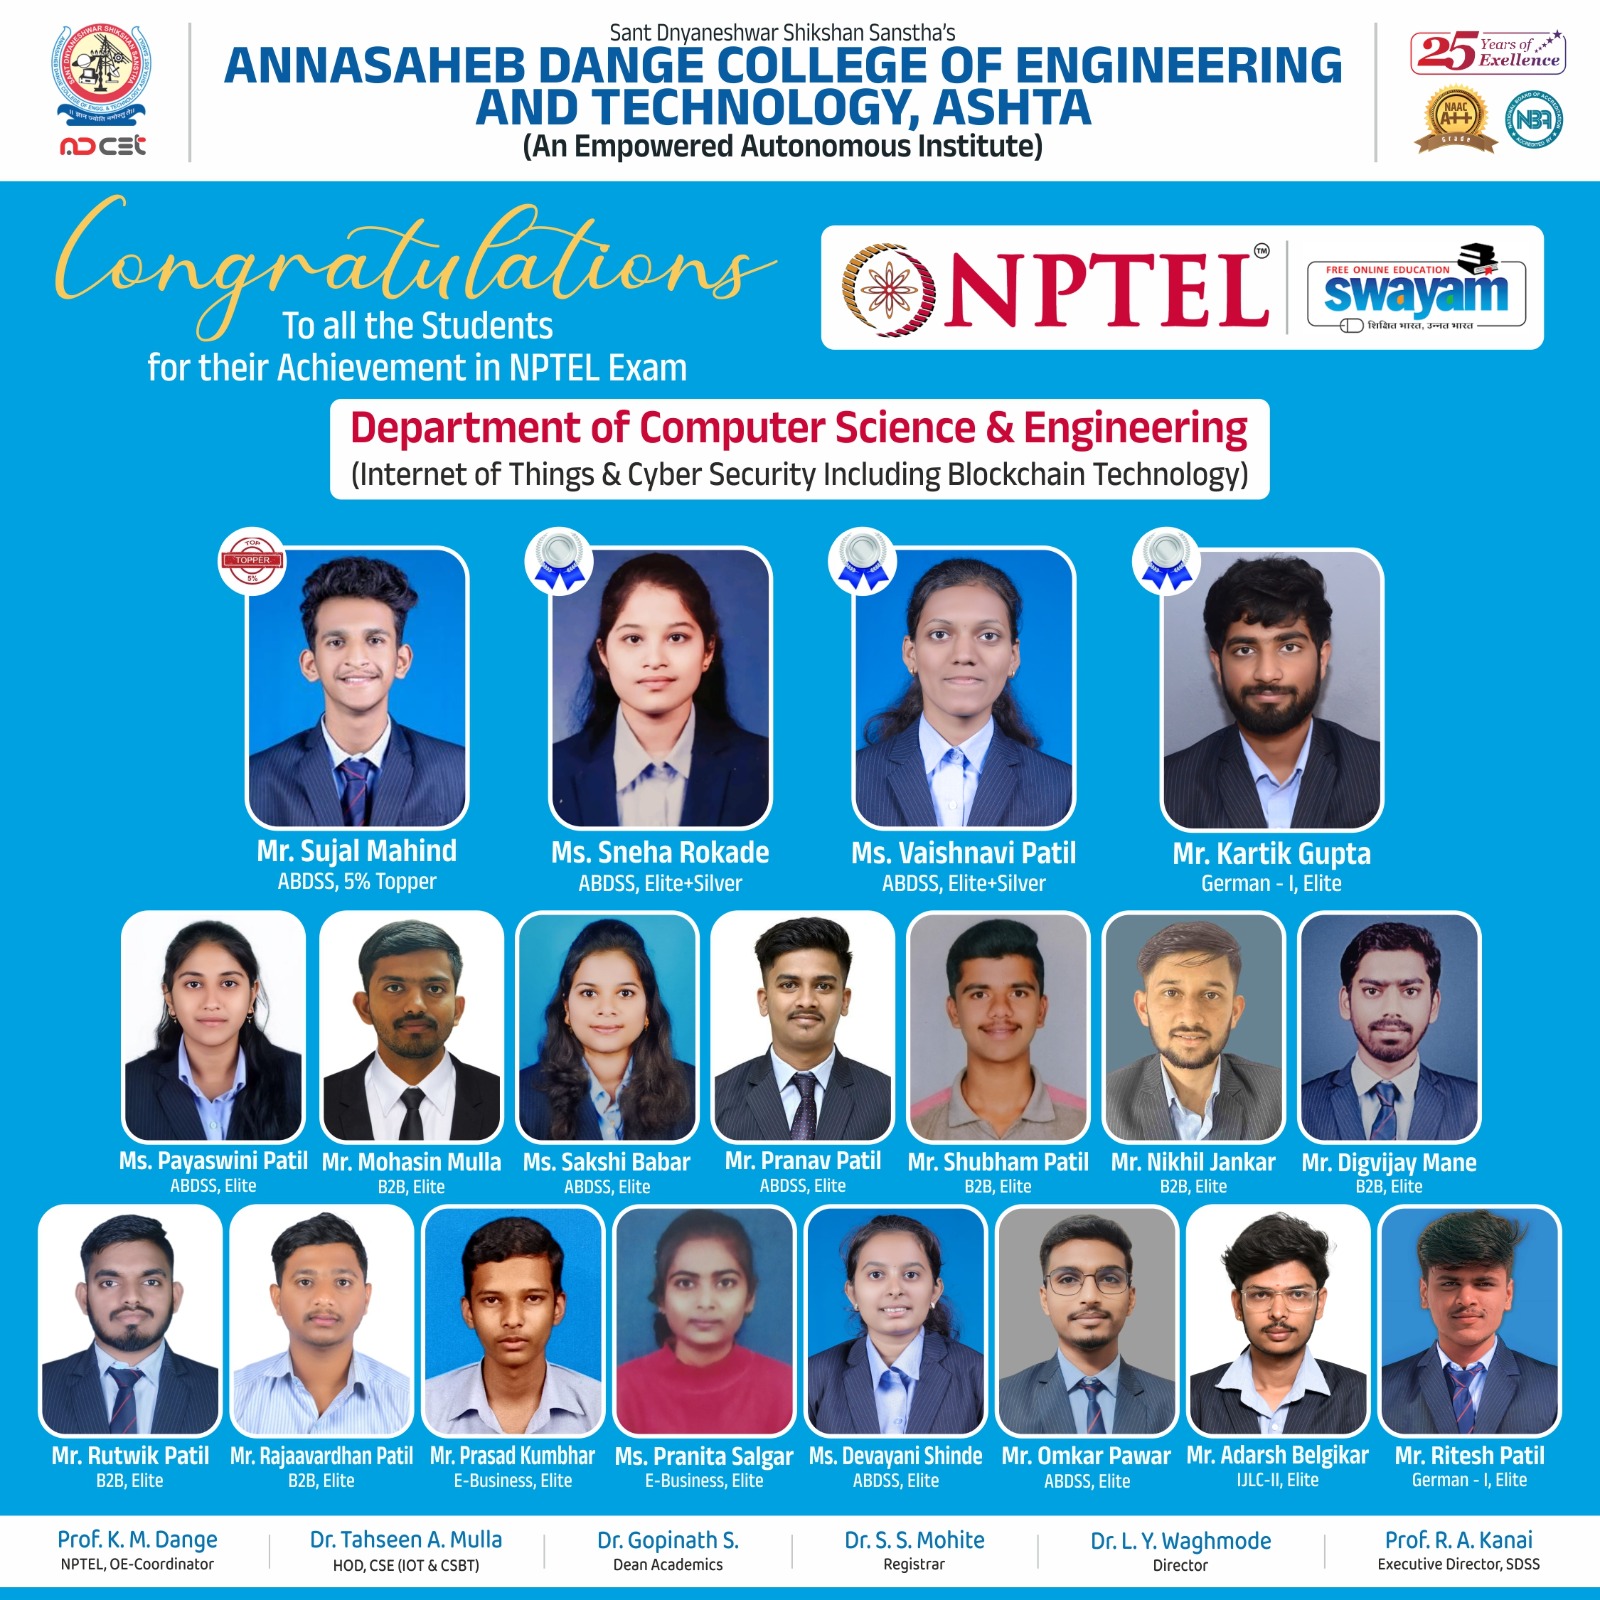 Sant Dnyaneshwar Shikshan Sanstha's
ANNASAHEB DANGE COLLEGE OF ENGINEERING
AND TECHNOLOGY, ASHTA
(An Empowered Autonomous Institute)
ADCET
25 Years of
Exellence
NAAC
A++
Grade
NBA
Congratulations
To all the Students
for their Achievement in NPTEL Exam
NPTEL™
FREE ONLINE EDUCATION
swayam
शिक्षित भारत, उन्नत भारत
Department of Computer Science & Engineering
(Internet of Things & Cyber Security Including Blockchain Technology)
TOP
TOPPER
5%
Mr. Sujal Mahind
ABDSS, 5% Topper
Ms. Sneha Rokade
ABDSS, Elite+Silver
Ms. Vaishnavi Patil
ABDSS, Elite+Silver
Mr. Kartik Gupta
German - I, Elite
Ms. Payaswini Patil
ABDSS, Elite
Mr. Mohasin Mulla
B2B, Elite
Ms. Sakshi Babar
ABDSS, Elite
Mr. Pranav Patil
ABDSS, Elite
Mr. Shubham Patil
B2B, Elite
Mr. Nikhil Jankar
B2B, Elite
Mr. Digvijay Mane
B2B, Elite
Mr. Rutwik Patil
B2B, Elite
Mr. Rajaavardhan Patil
B2B, Elite
Mr. Prasad Kumbhar
E-Business, Elite
Ms. Pranita Salgar
E-Business, Elite
Ms. Devayani Shinde
ABDSS, Elite
Mr. Omkar Pawar
ABDSS, Elite
Mr. Adarsh Belgikar
IJLC-II, Elite
Mr. Ritesh Patil
German - I, Elite
Prof. K. M. Dange
NPTEL, OE-Coordinator
Dr. Tahseen A. Mulla
HOD, CSE (IOT & CSBT)
Dr. Gopinath S.
Dean Academics
Dr. S. S. Mohite
Registrar
Dr. L. Y. Waghmode
Director
Prof. R. A. Kanai
Executive Director, SDSS